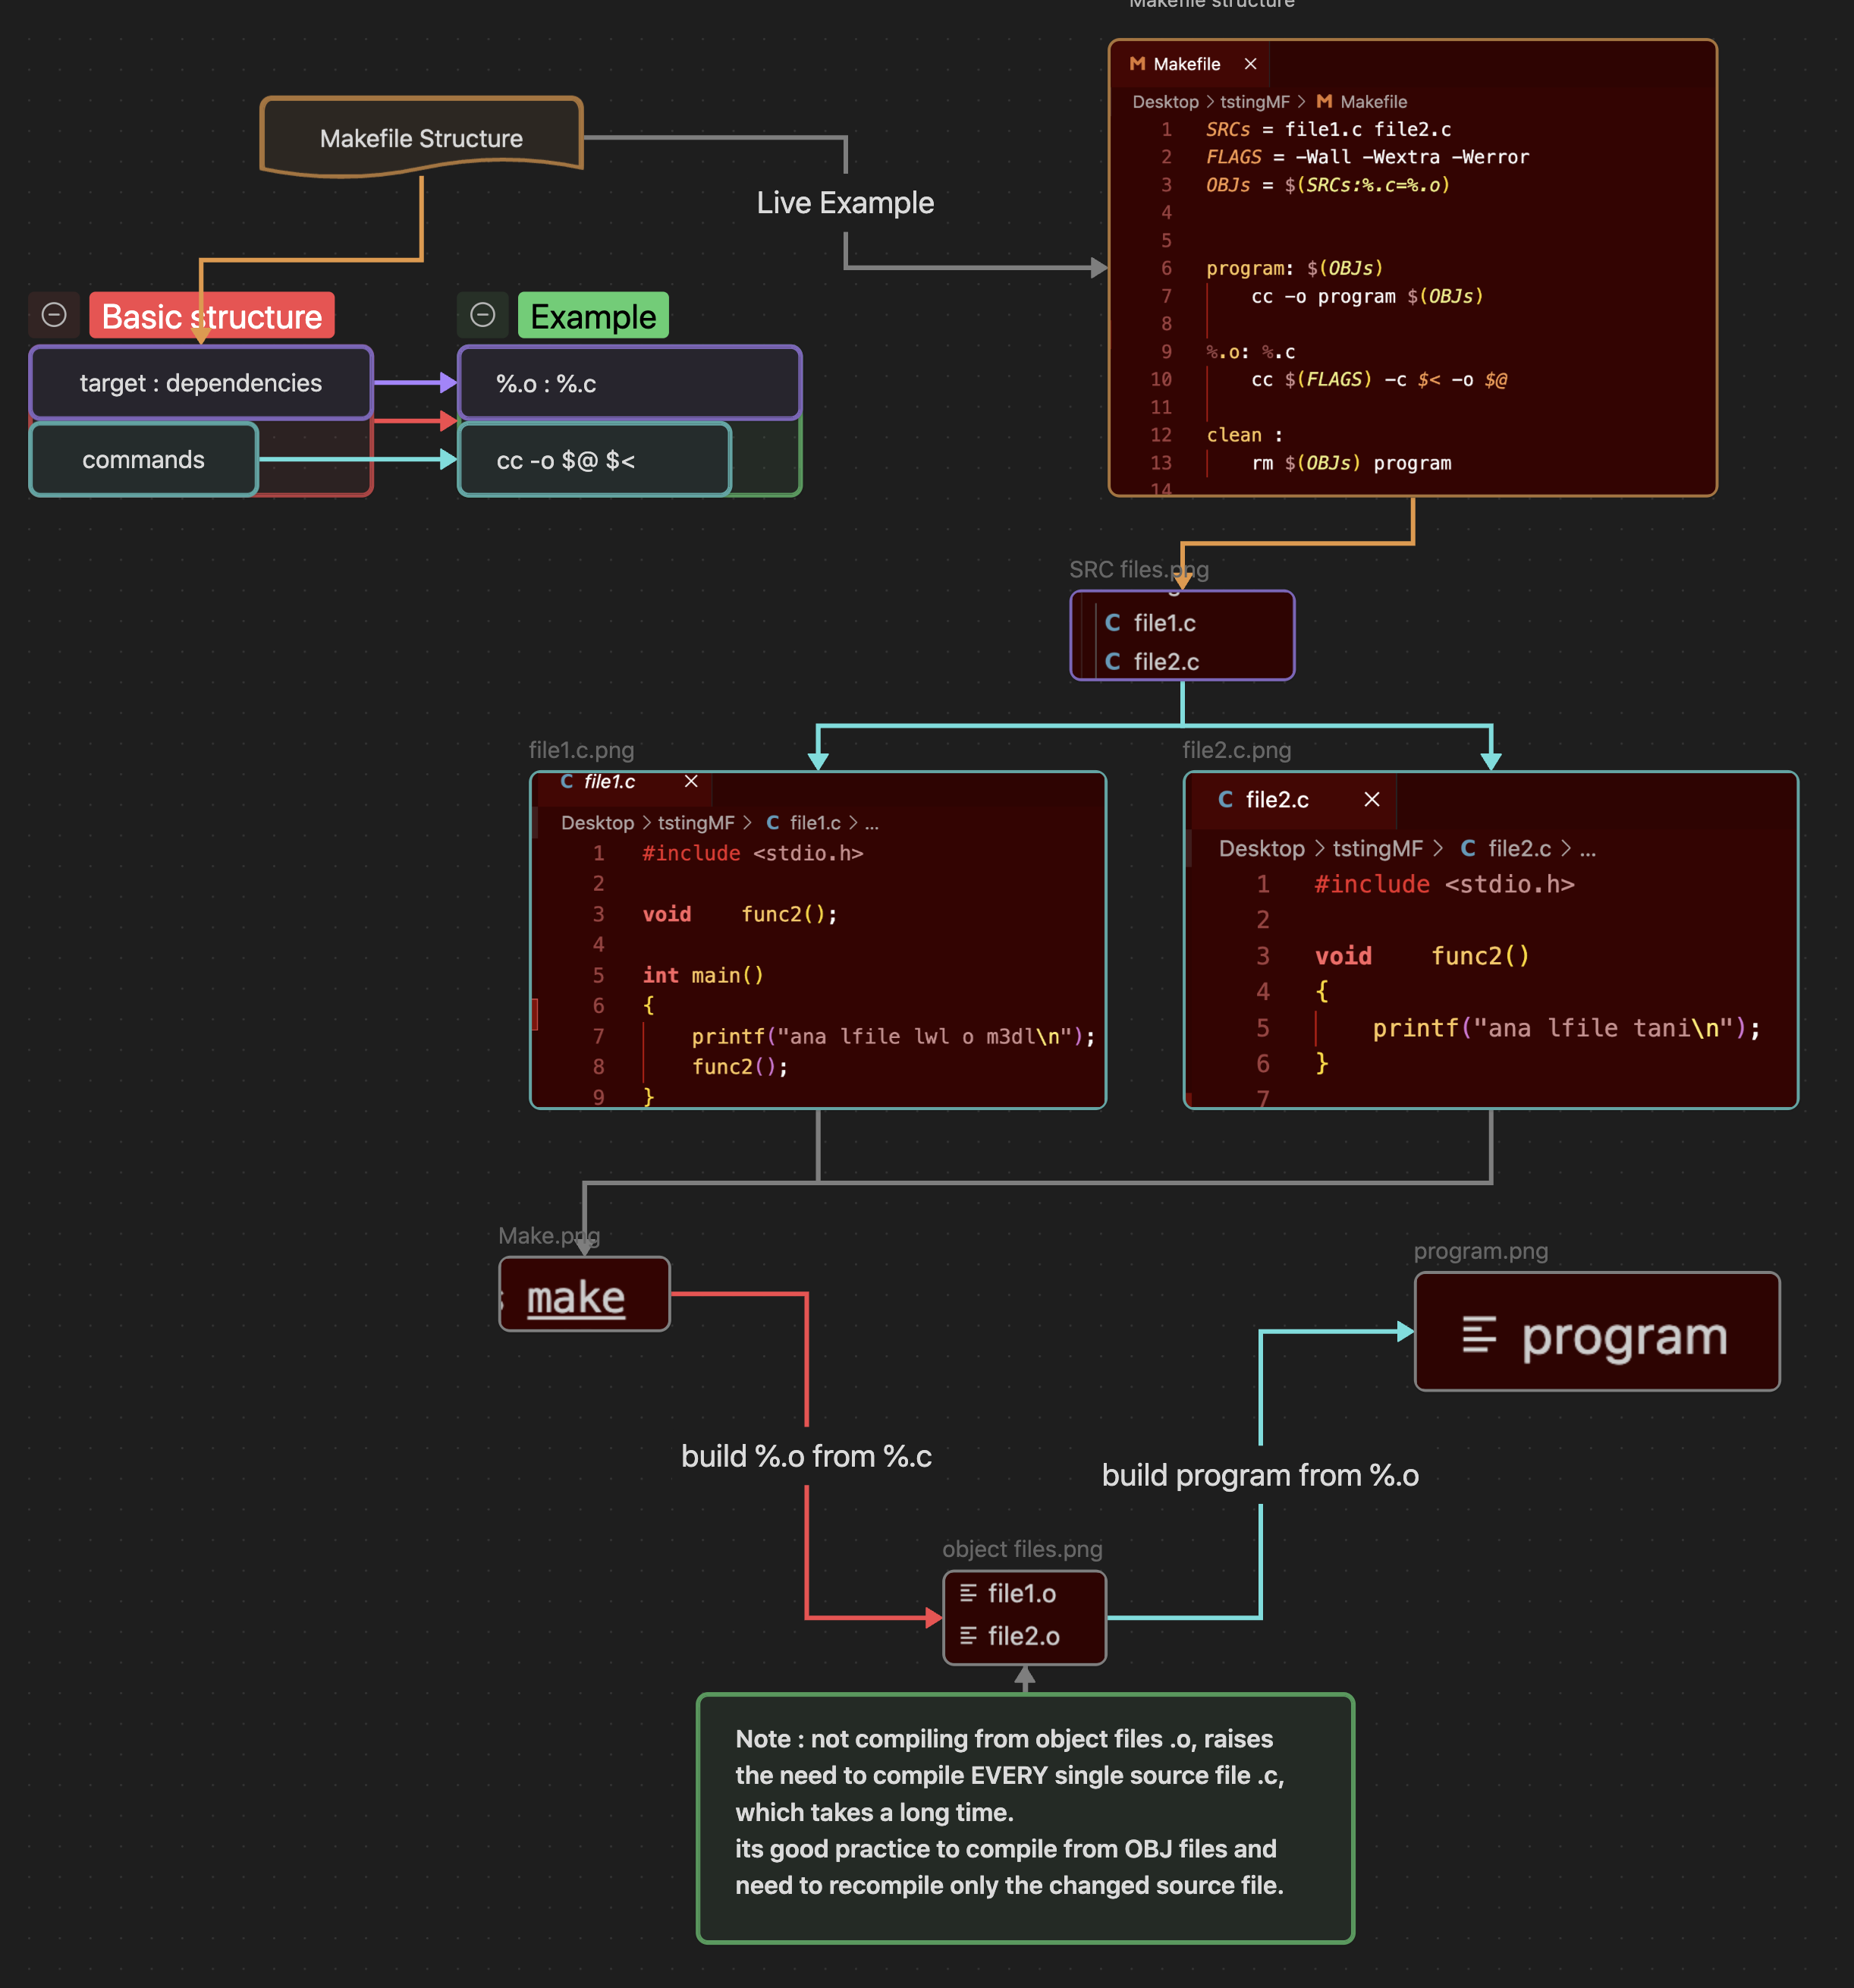 Makefile structure
Makefile Structure
Live Example
Basic structure
Example
target : dependencies
%.o : %.c
commands
cc -o $@ $<
M Makefile ×
Desktop > tstingMF > M Makefile
1 SRCs = file1.c file2.c
2 FLAGS = -Wall -Wextra -Werror
3 OBJs = $(SRCs:%.c=%.o)
4
5
6 program: $(OBJs)
7 cc -o program $(OBJs)
8
9 %.o: %.c
10 cc $(FLAGS) -c $< -o $@
11
12 clean :
13 rm $(OBJs) program
14
SRC files.png
C file1.c
C file2.c
file1.c.png
C file1.c ×
Desktop > tstingMF > C file1.c > ...
1 #include <stdio.h>
2
3 void func2();
4
5 int main()
6 {
7 printf("ana lfile lwl o m3dl\n");
8 func2();
9 }
file2.c.png
C file2.c ×
Desktop > tstingMF > C file2.c > ...
1 #include <stdio.h>
2
3 void func2()
4 {
5 printf("ana lfile tani\n");
6 }
7
Make.png
make
program.png
program
build %.o from %.c
build program from %.o
object files.png
file1.o
file2.o
Note : not compiling from object files .o, raises
the need to compile EVERY single source file .c,
which takes a long time.
its good practice to compile from OBJ files and
need to recompile only the changed source file.